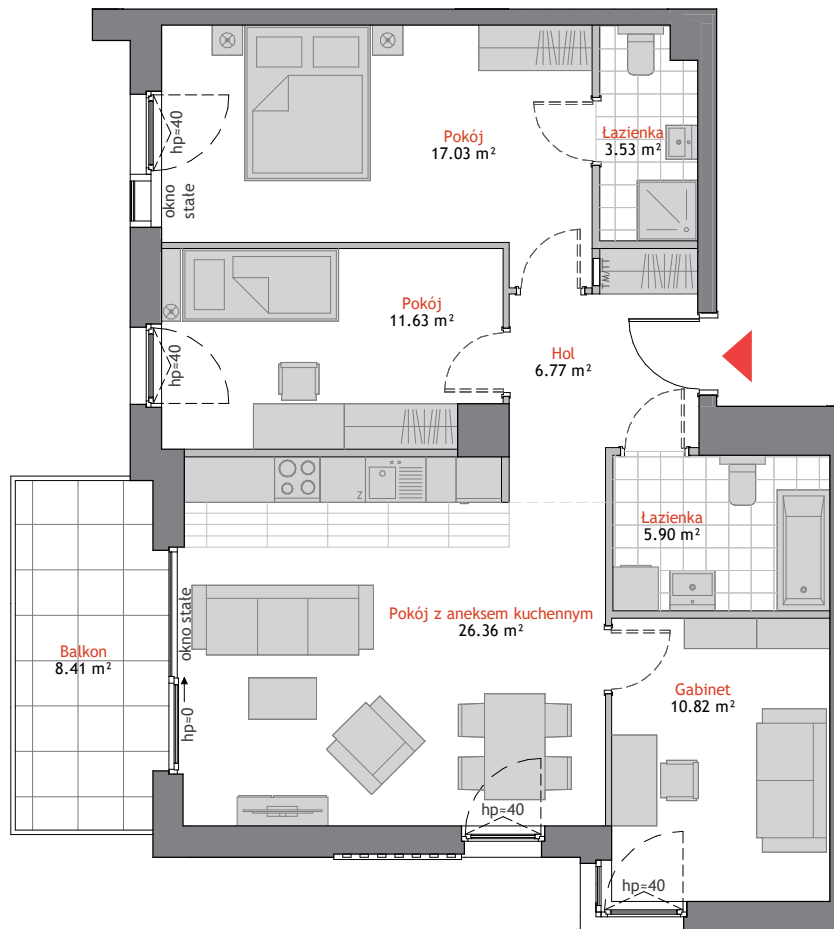 Pokój
17.03 m²
Łazienka
3.53 m²
hp≈40
okno
stałe
TM/TT
Pokój
11.63 m²
Hol
6.77 m²
hp≈40
Z
Łazienka
5.90 m²
Pokój z aneksem kuchennym
26.36 m²
okno stałe
Balkon
8.41 m²
hp≈0
Gabinet
10.82 m²
hp≈40
hp≈40